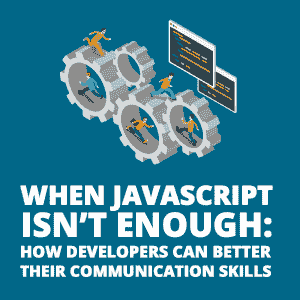 WHEN JAVASCRIPT
ISN'T ENOUGH:
HOW DEVELOPERS CAN BETTER
THEIR COMMUNICATION SKILLS